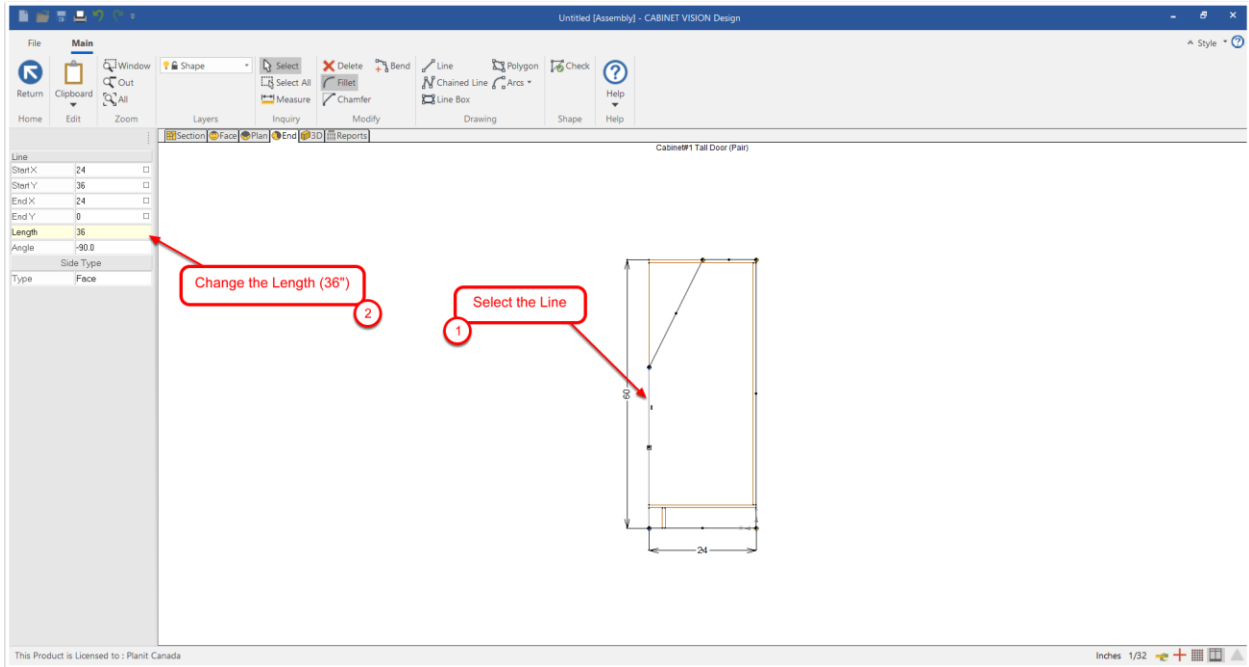 Untitled [Assembly] - CABINET VISION Design
File Main
Style
Return
Clipboard
Window
Out
All
Shape
Select
Select All
Measure
Delete
Bend
Fillet
Chamfer
Line
Polygon
Chained Line
Arcs
Line Box
Check
Help
Home Edit Zoom Layers Inquiry Modify Drawing Shape Help
Section Face Plan End 3D Reports
Cabinet#1 Tall Door (Pair)
Line
Start X 24
Start Y 36
End X 24
End Y 0
Length 36
Angle -90.0
Side Type
Type Face
Change the Length (36")
2
Select the Line
1
60
24
This Product is Licensed to : Planit Canada
Inches 1/32